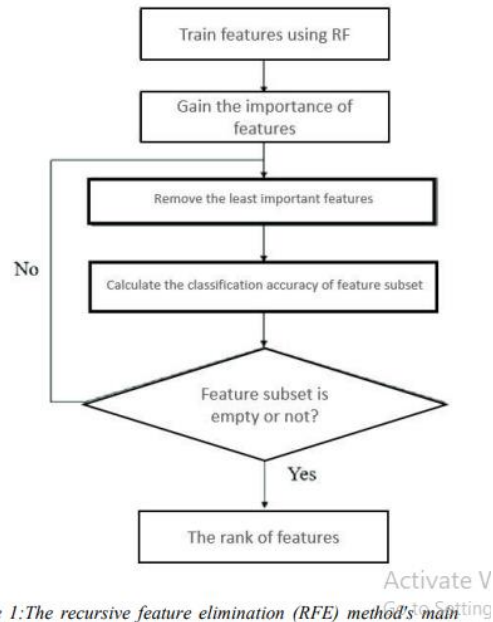 Train features using RF
Gain the importance of
features
Remove the least important features
No
Calculate the classification accuracy of feature subset
Feature subset is
empty or not?
Yes
The rank of features
Activate
1:The recursive feature elimination (RFE) method's main